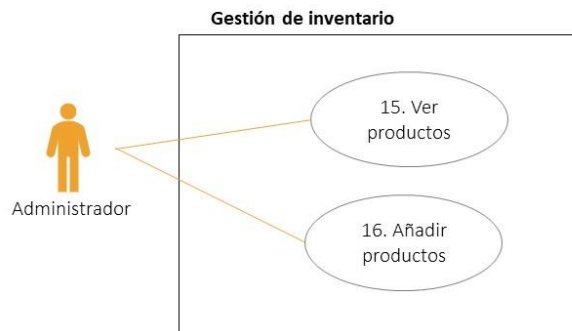 Gestión de inventario
15. Ver
productos
Administrador
16. Añadir
productos